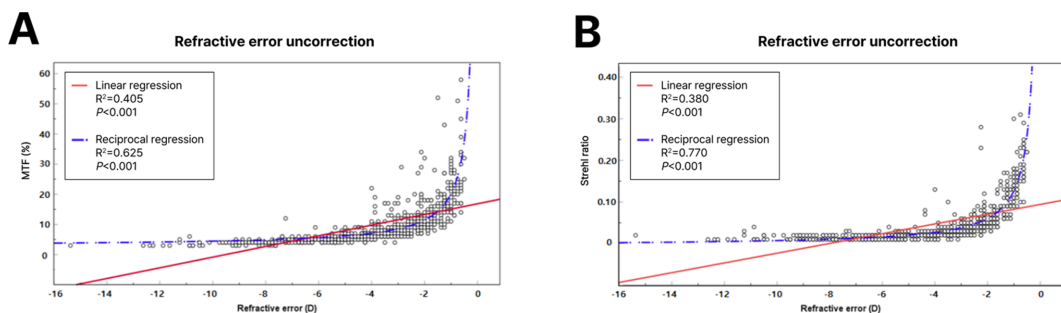 A
Refractive error uncorrection
Linear regression
R²=0.405
P<0.001
Reciprocal regression
R²=0.625
P<0.001
MTF (%)
60
50
40
30
20
10
0
-16
-14
-12
-10
-8
-6
-4
-2
0
Refractive error (D)
B
Refractive error uncorrection
Linear regression
R²=0.380
P<0.001
Reciprocal regression
R²=0.770
P<0.001
Strehl ratio
0.40
0.30
0.20
0.10
0
-16
-14
-12
-10
-8
-6
-4
-2
0
Refractive error (D)